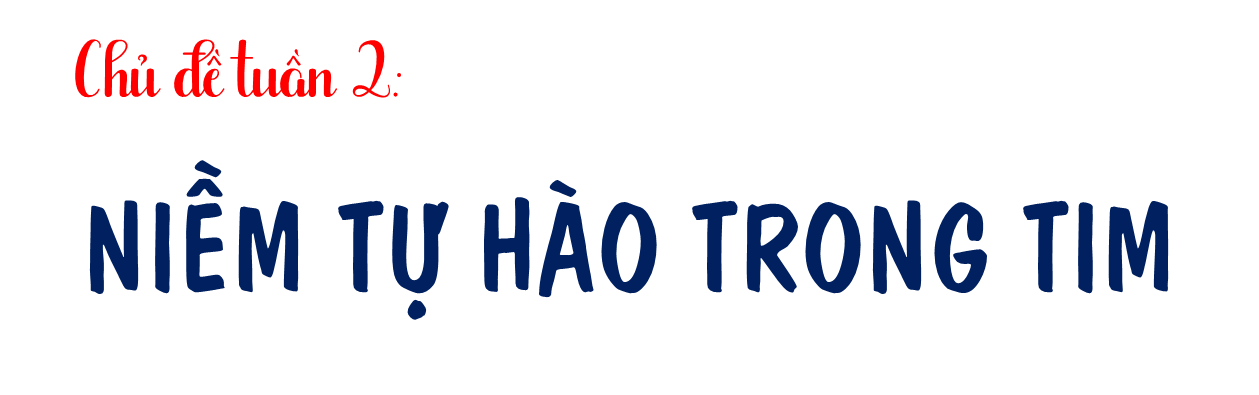 Chủ đề tuần 2:
NIỀM TỰ HÀO TRONG TIM